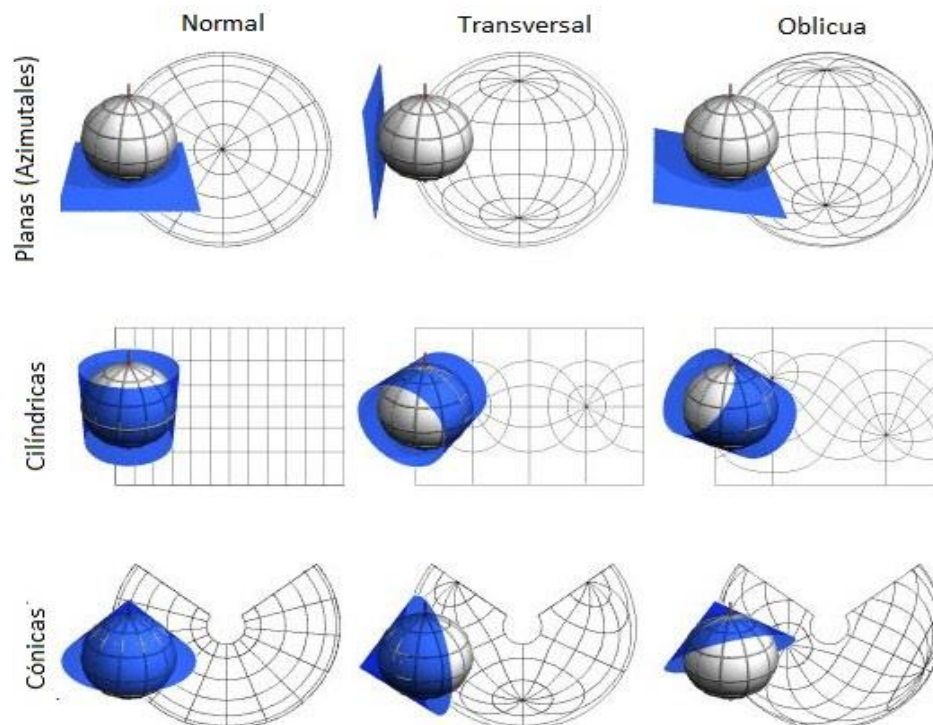 Normal
Transversal
Oblicua
Planas (Azimutales)
Cilíndricas
Cónicas